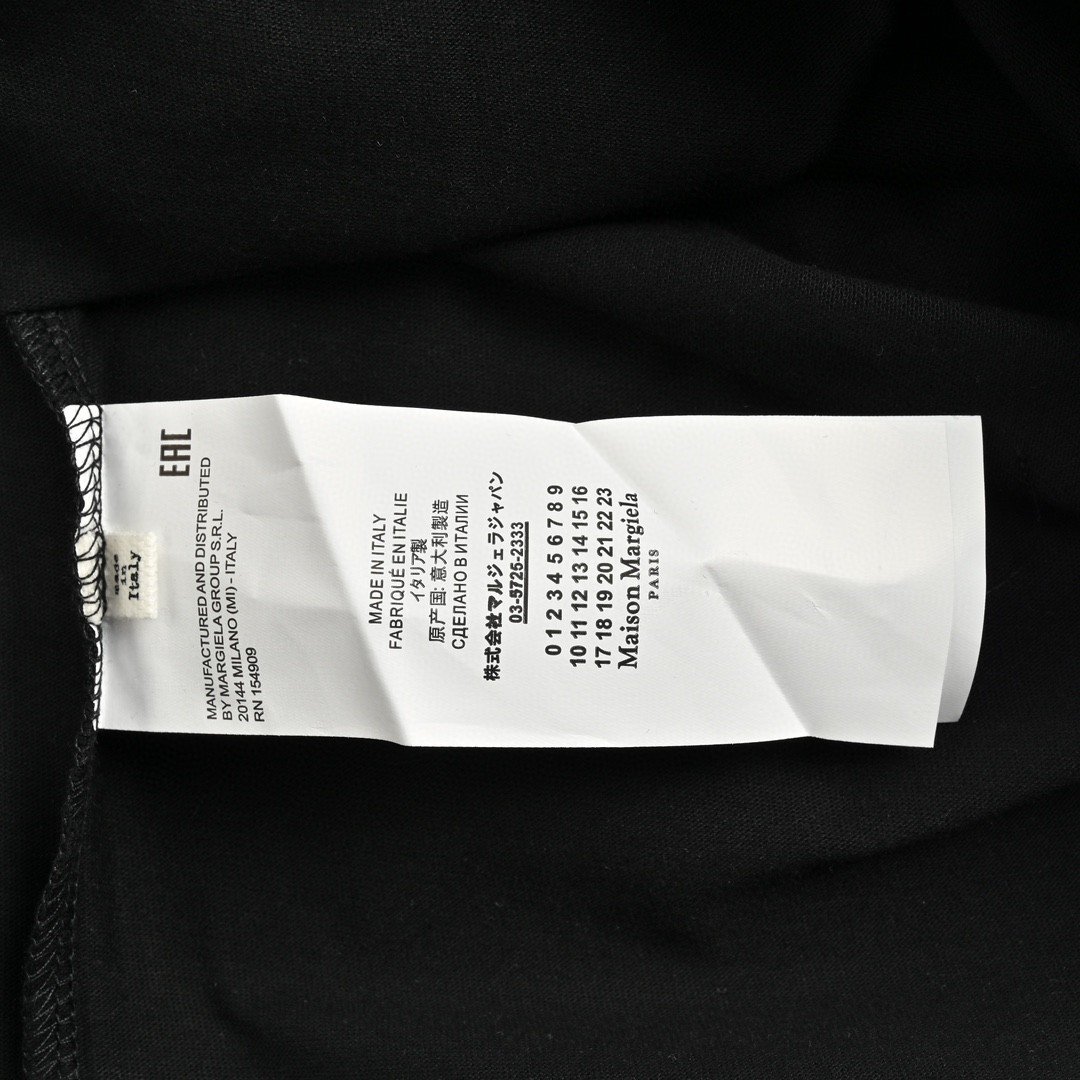 EAC
MANUFACTURED AND DISTRIBUTED
BY MARGIELA GROUP S.R.L.
20144 MILANO (MI) - ITALY
RN 154909
made
in
Italy
MADE IN ITALY
FABRIQUÉ EN ITALIE
イタリア製
原产国: 意大利製造
СДЕЛАНО В ИТАЛИИ
株式会社マルジェラジャパン
03-5725-2333
0 1 2 3 4 5 6 7 8 9
10 11 12 13 14 15 16
17 18 19 20 21 22 23
Maison Margiela
PARIS